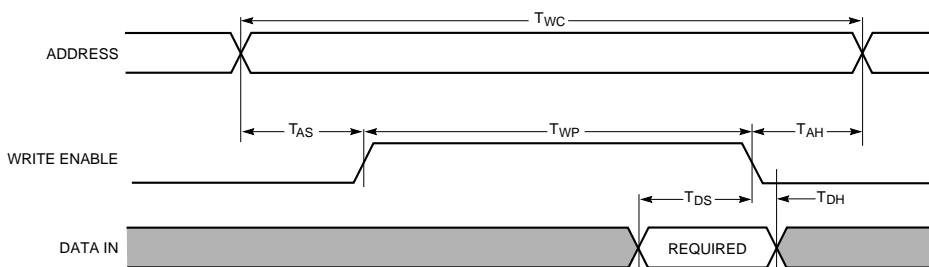 TWC
ADDRESS
TAS
TWP
TAH
WRITE ENABLE
TDS
TDH
DATA IN
REQUIRED